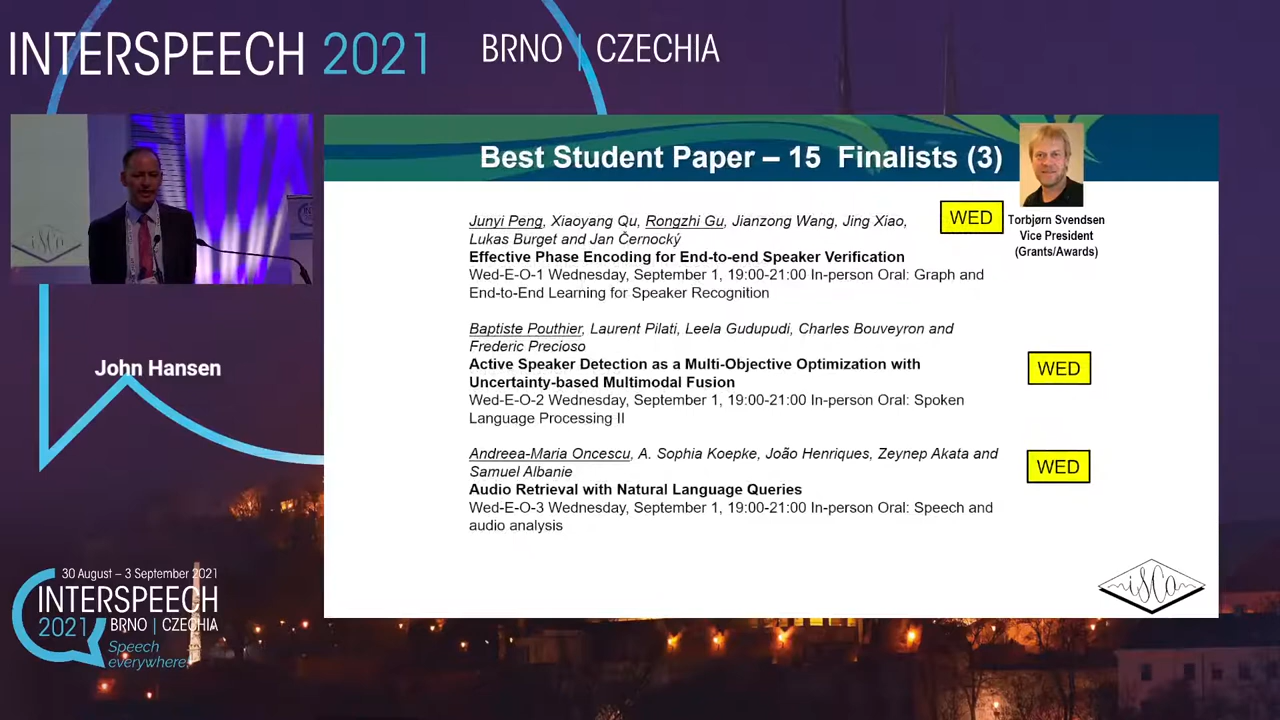 INTERSPEECH 2021
BRNO | CZECHIA
Best Student Paper – 15 Finalists (3)
Junyi Peng, Xiaoyang Qu, Rongzhi Gu, Jianzong Wang, Jing Xiao,
Lukas Burget and Jan Černocký
Effective Phase Encoding for End-to-end Speaker Verification
Wed-E-O-1 Wednesday, September 1, 19:00-21:00 In-person Oral: Graph and
End-to-End Learning for Speaker Recognition
WED
Torbjørn Svendsen
Vice President
(Grants/Awards)
Baptiste Pouthier, Laurent Pilati, Leela Gudupudi, Charles Bouveyron and
Frederic Precioso
Active Speaker Detection as a Multi-Objective Optimization with
Uncertainty-based Multimodal Fusion
Wed-E-O-2 Wednesday, September 1, 19:00-21:00 In-person Oral: Spoken
Language Processing II
WED
Andreea-Maria Oncescu, A. Sophia Koepke, João Henriques, Zeynep Akata and
Samuel Albanie
Audio Retrieval with Natural Language Queries
Wed-E-O-3 Wednesday, September 1, 19:00-21:00 In-person Oral: Speech and
audio analysis
WED
isca
isca
John Hansen
30 August – 3 September 2021
INTERSPEECH
2021 BRNO | CZECHIA
Speech
everywhere!